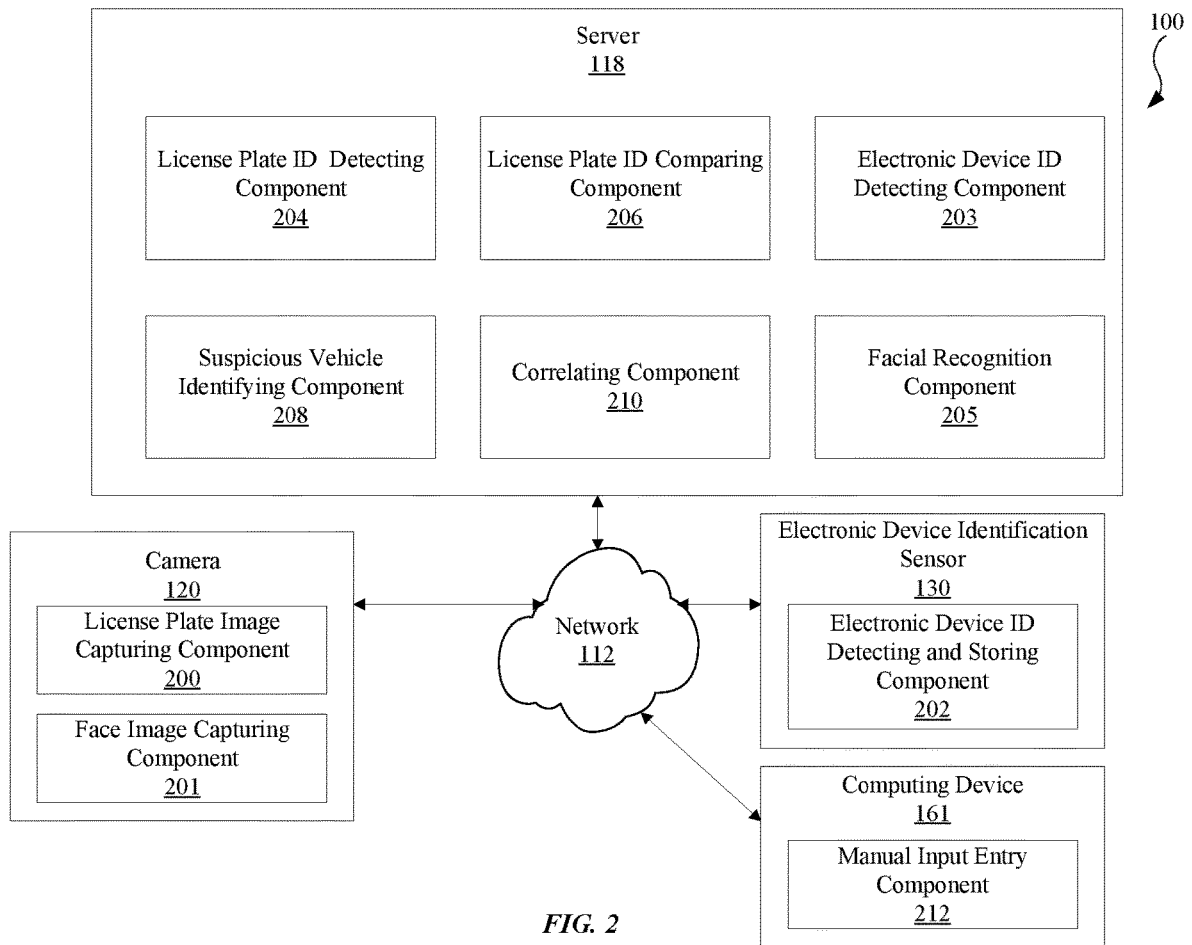 100
Server
118
License Plate ID Detecting
Component
204
License Plate ID Comparing
Component
206
Electronic Device ID
Detecting Component
203
Suspicious Vehicle
Identifying Component
208
Correlating Component
210
Facial Recognition
Component
205
Camera
120
License Plate Image
Capturing Component
200
Face Image Capturing
Component
201
Network
112
Electronic Device Identification
Sensor
130
Electronic Device ID
Detecting and Storing
Component
202
Computing Device
161
Manual Input Entry
Component
212
FIG. 2